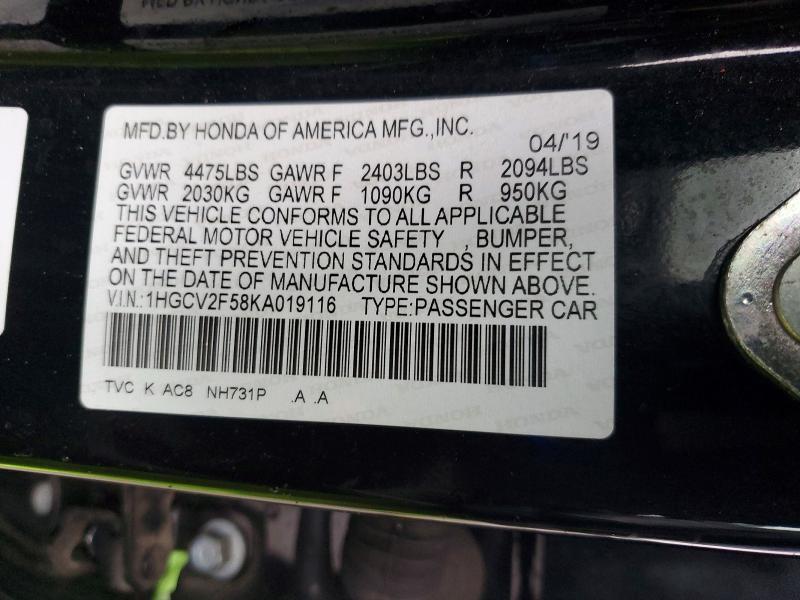 MFD.BY HONDA OF AMERICA MFG.,INC. 04/'19
GVWR 4475LBS GAWR F 2403LBS R 2094LBS
GVWR 2030KG GAWR F 1090KG R 950KG
THIS VEHICLE CONFORMS TO ALL APPLICABLE
FEDERAL MOTOR VEHICLE SAFETY , BUMPER,
AND THEFT PREVENTION STANDARDS IN EFFECT
ON THE DATE OF MANUFACTURE SHOWN ABOVE.
V.I.N.:1HGCV2F58KA019116 TYPE:PASSENGER CAR
TVC K AC8 NH731P .A .A